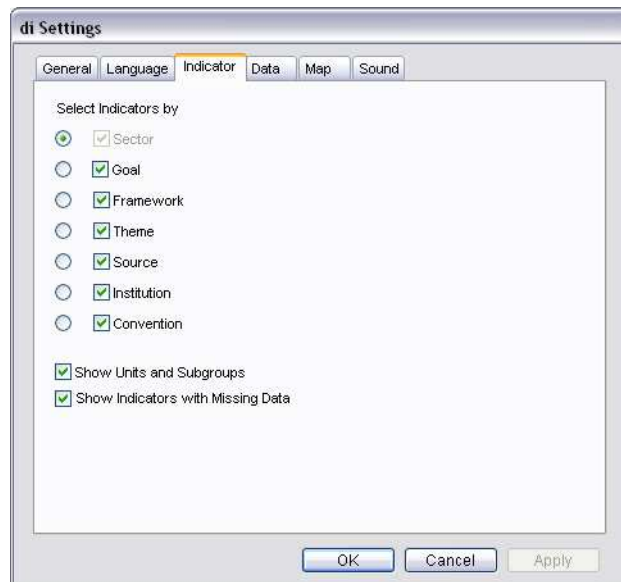 di Settings
General Language Indicator Data Map Sound
Select Indicators by
Sector
Goal
Framework
Theme
Source
Institution
Convention
Show Units and Subgroups
Show Indicators with Missing Data
OK Cancel Apply